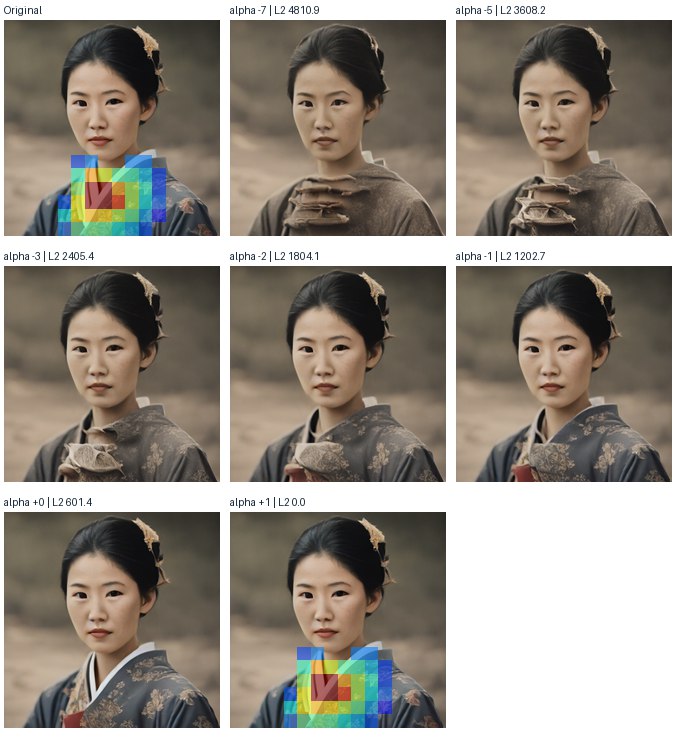 Original
alpha -7 | L2 4810.9
alpha -5 | L2 3608.2
alpha -3 | L2 2405.4
alpha -2 | L2 1804.1
alpha -1 | L2 1202.7
alpha +0 | L2 601.4
alpha +1 | L2 0.0